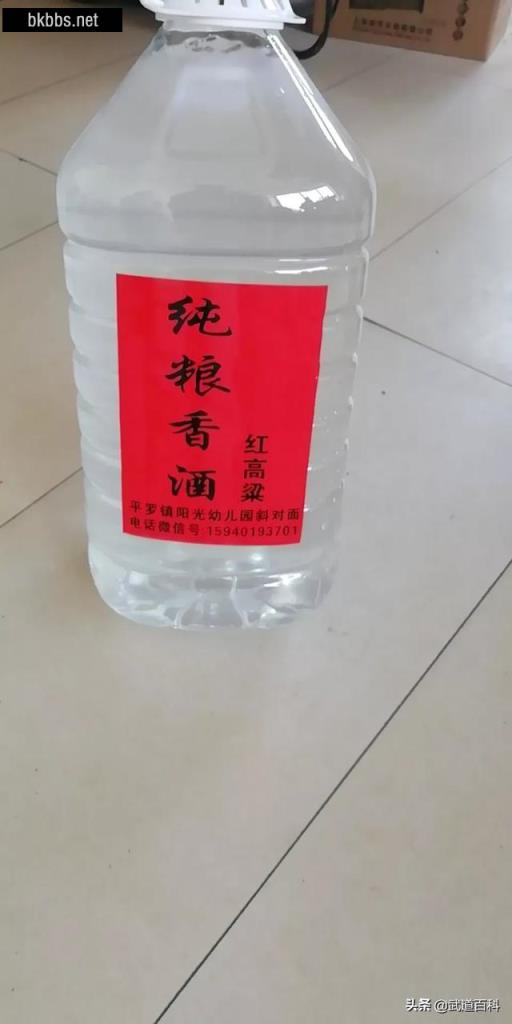 bkbbs.net
纯粮香酒
红高粱
平罗镇阳光幼儿园斜对面
电话微信号:15940193701
头条 @武道百科